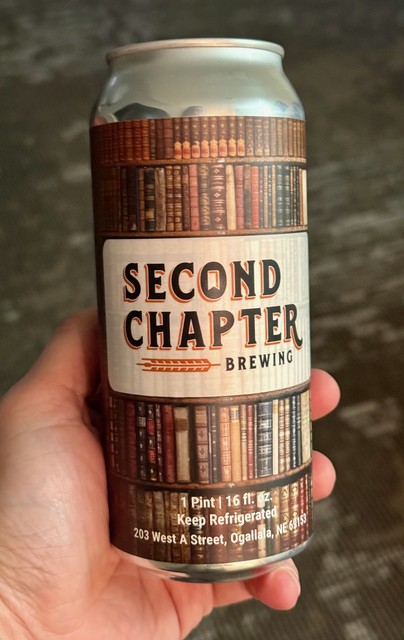 SECOND
CHAPTER
BREWING
1 Pint | 16 fl. oz.
Keep Refrigerated
203 West A Street, Ogallala, NE 69153